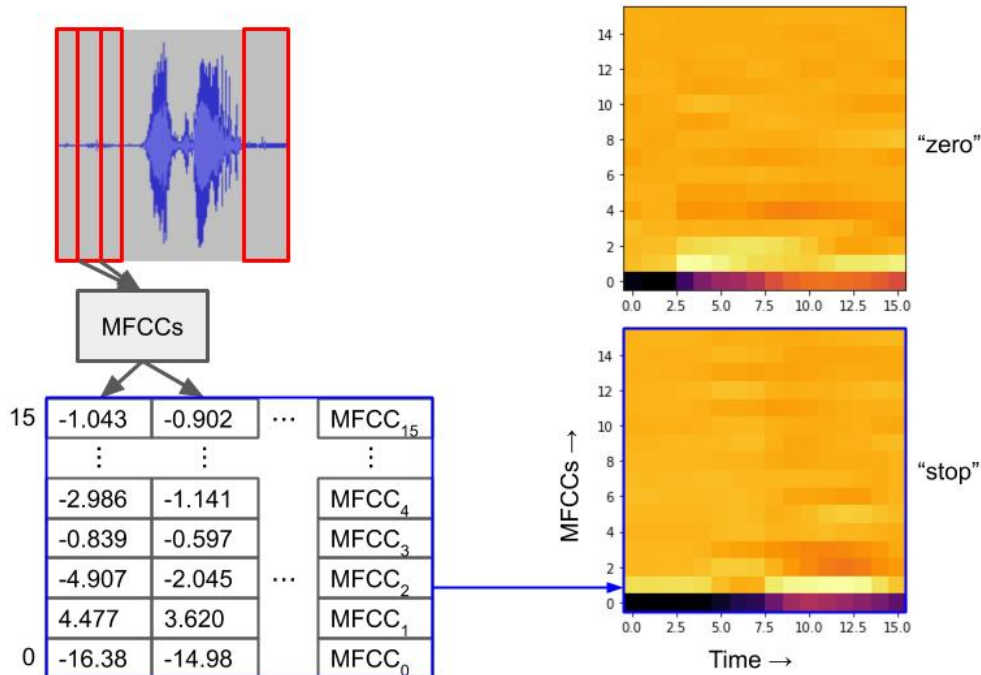 MFCCs
15 -1.043 -0.902 ... MFCC15
⋮ ⋮ ⋮
-2.986 -1.141 MFCC4
-0.839 -0.597 MFCC3
-4.907 -2.045 ... MFCC2
4.477 3.620 MFCC1
0 -16.38 -14.98 MFCC0
14
12
10
8
6
4
2
0
0.0 2.5 5.0 7.5 10.0 12.5 15.0
“zero”
MFCCs →
14
12
10
8
6
4
2
0
0.0 2.5 5.0 7.5 10.0 12.5 15.0
“stop”
Time →